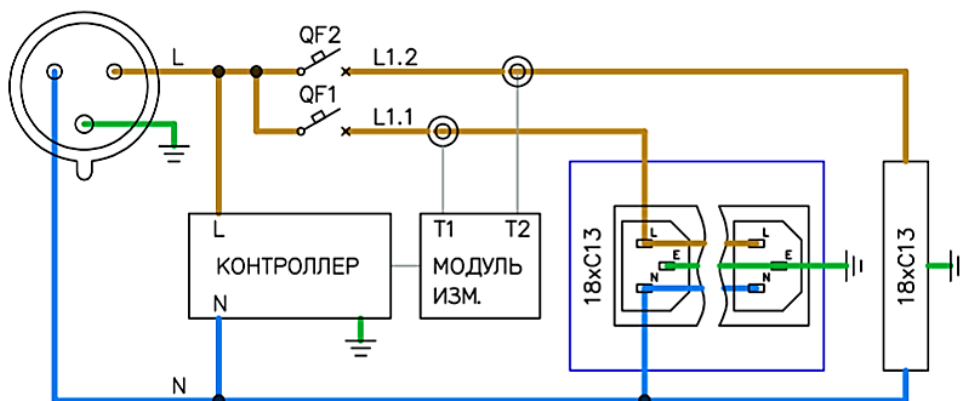 QF2
L
L1.2
QF1
L1.1
L
КОНТРОЛЛЕР
N
T1
T2
МОДУЛЬ
ИЗМ.
18xC13
L
E
N
L
E
N
18xC13
N